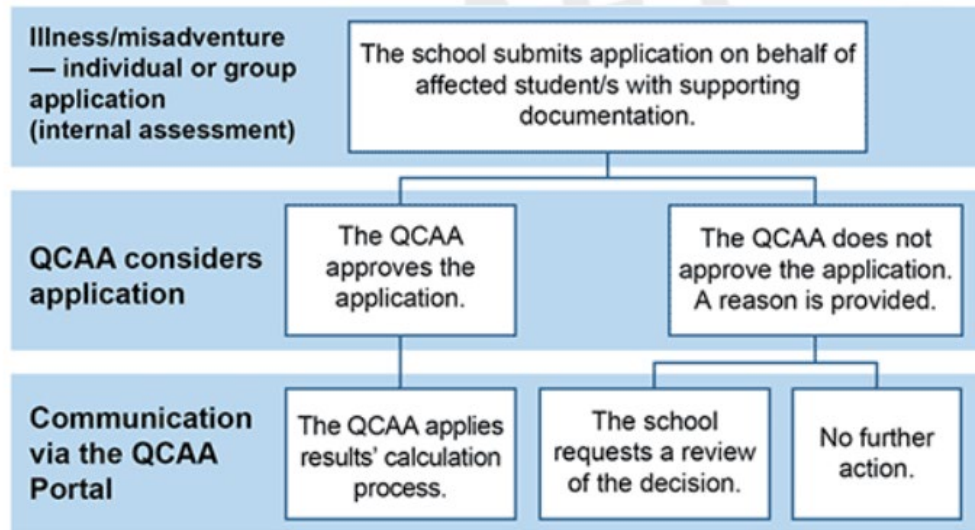 Illness/misadventure
— individual or group
application
(internal assessment)
The school submits application on behalf of
affected student/s with supporting
documentation.
QCAA considers
application
The QCAA
approves the
application.
The QCAA does not
approve the application.
A reason is provided.
Communication
via the QCAA
Portal
The QCAA applies
results' calculation
process.
The school
requests a review
of the decision.
No further
action.